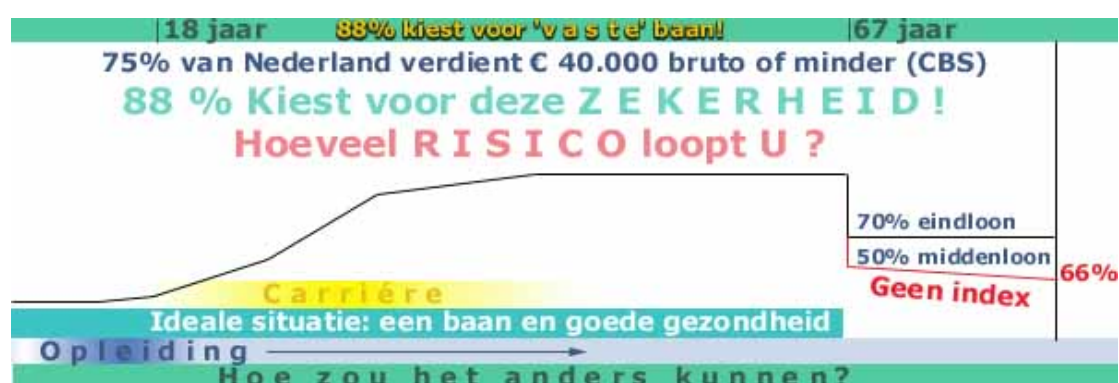 18 jaar 88% kiest voor 'v a s t e' baan! 67 jaar
75% van Nederland verdient € 40.000 bruto of minder (CBS)
88 % Kiest voor deze Z E K E R H E I D !
Hoeveel R I S I C O loopt U ?
70% eindloon
50% middenloon
66%
Geen index
C a r r i é r e
Ideale situatie: een baan en goede gezondheid
O p l e i d i n g
H o e z o u h e t a n d e r s k u n n e n ?